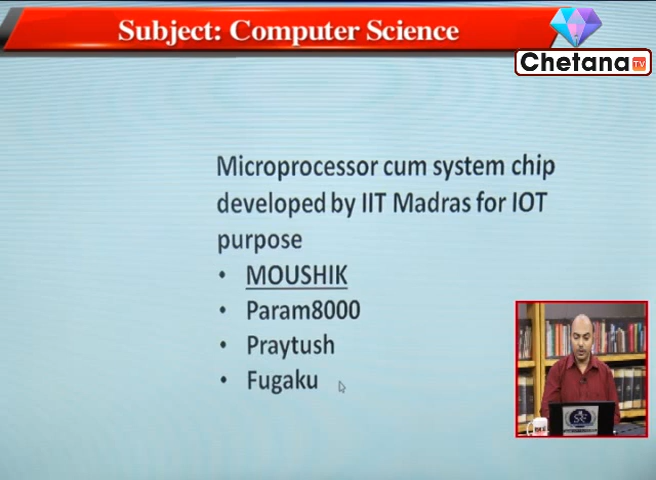 Subject: Computer Science
Chetana TV
Microprocessor cum system chip
developed by IIT Madras for IOT
purpose
• MOUSHIK
• Param8000
• Praytush
• Fugaku